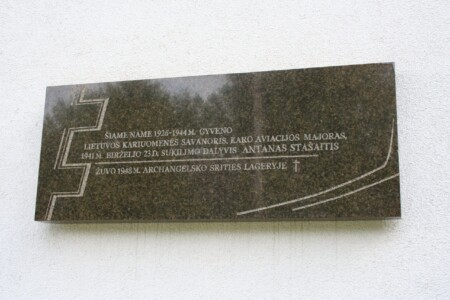 ŠIAME NAME 1926-1944 M. GYVENO
LIETUVOS KARIUOMENĖS SAVANORIS, KARO AVIACIJOS MAJORAS,
1941 M. BIRŽELIO 23 D. SUKILIMO DALYVIS ANTANAS STAŠAITIS
ŽUVO 1948 M. ARCHANGELSKO SRITIES LAGERYJE